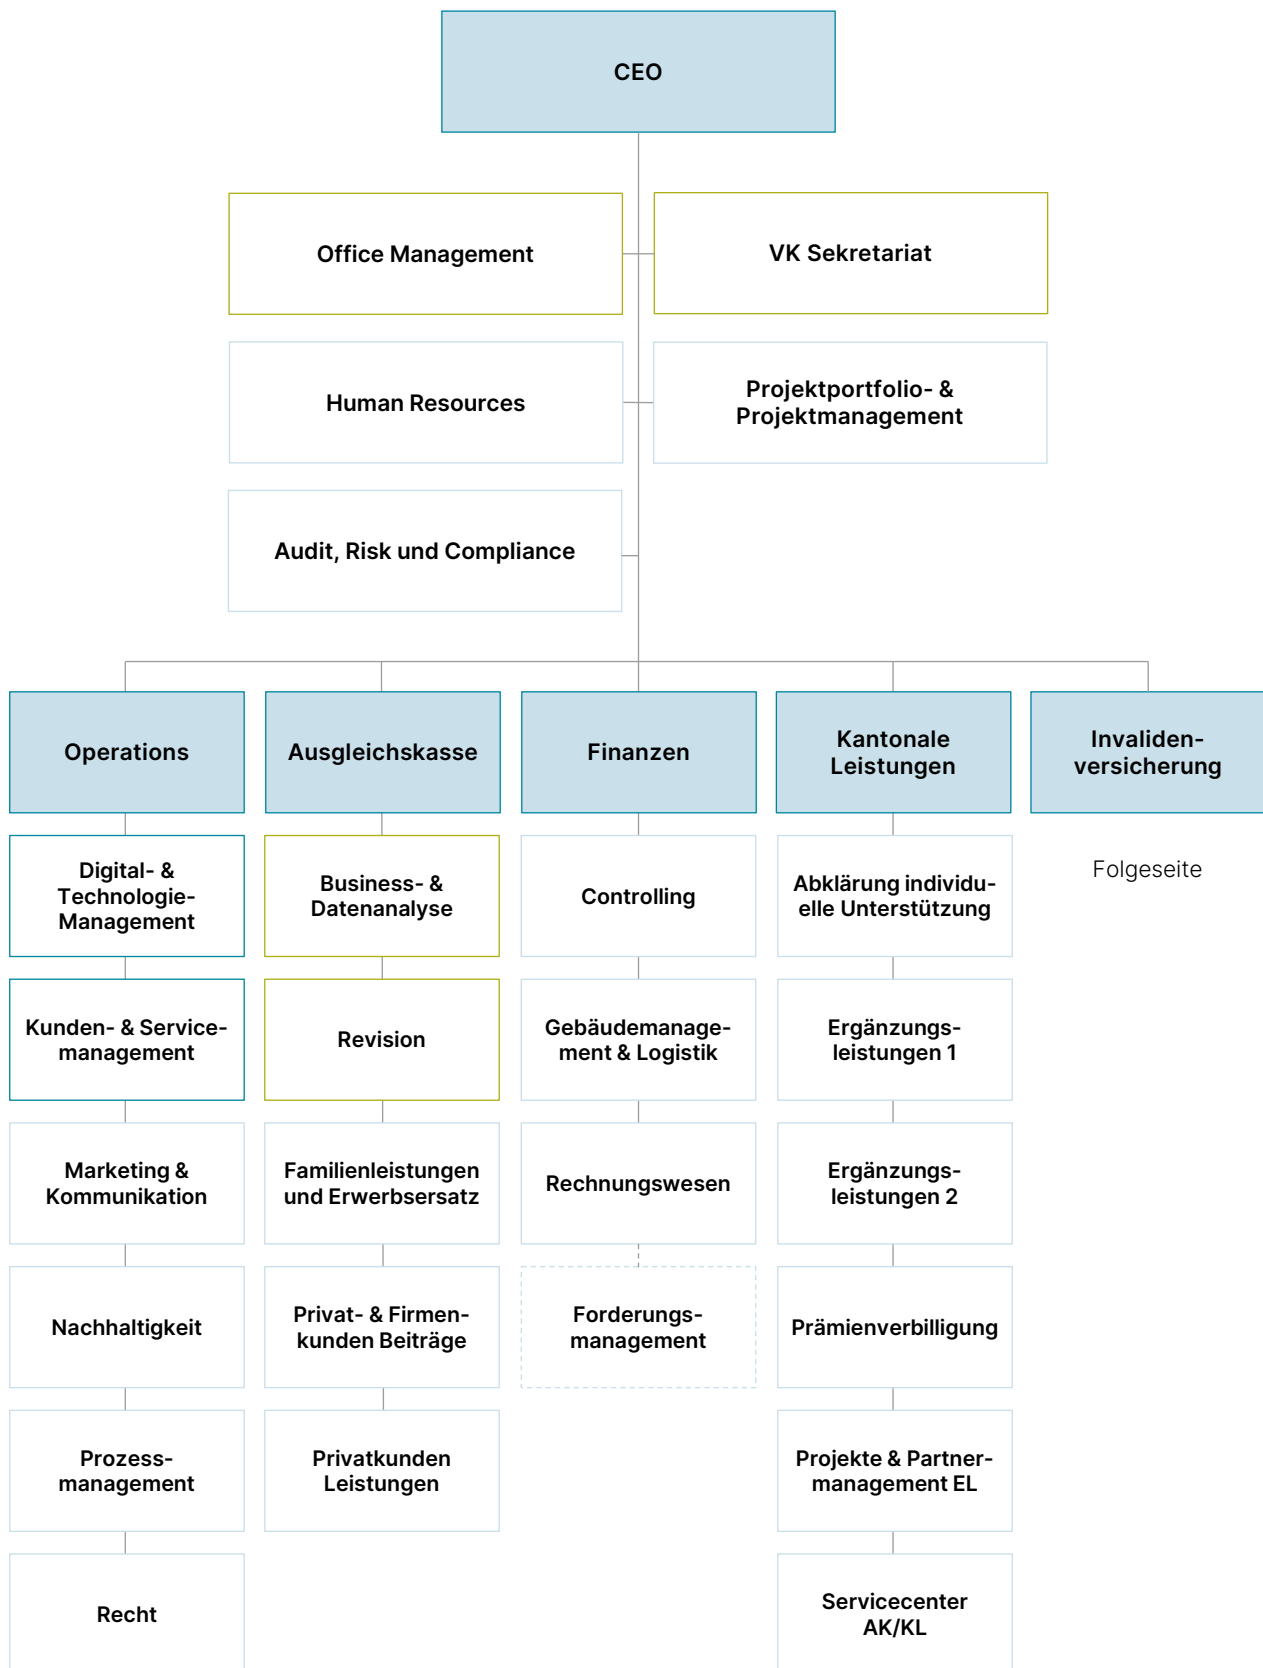 CEO
Office Management
VK Sekretariat
Human Resources
Projektportfolio- &
Projektmanagement
Audit, Risk und Compliance
Operations
Ausgleichskasse
Finanzen
Kantonale
Leistungen
Invaliden-
versicherung
Digital- &
Technologie-
Management
Business- &
Datenanalyse
Controlling
Abklärung individu-
elle Unterstützung
Folgeseite
Kunden- & Service-
management
Revision
Gebäudemanage-
ment & Logistik
Ergänzungs-
leistungen 1
Marketing &
Kommunikation
Familienleistungen
und Erwerbsersatz
Rechnungswesen
Ergänzungs-
leistungen 2
Nachhaltigkeit
Privat- & Firmen-
kunden Beiträge
Forderungs-
management
Prämienverbilligung
Prozess-
management
Privatkunden
Leistungen
Projekte & Partner-
management EL
Recht
Servicecenter
AK/KL